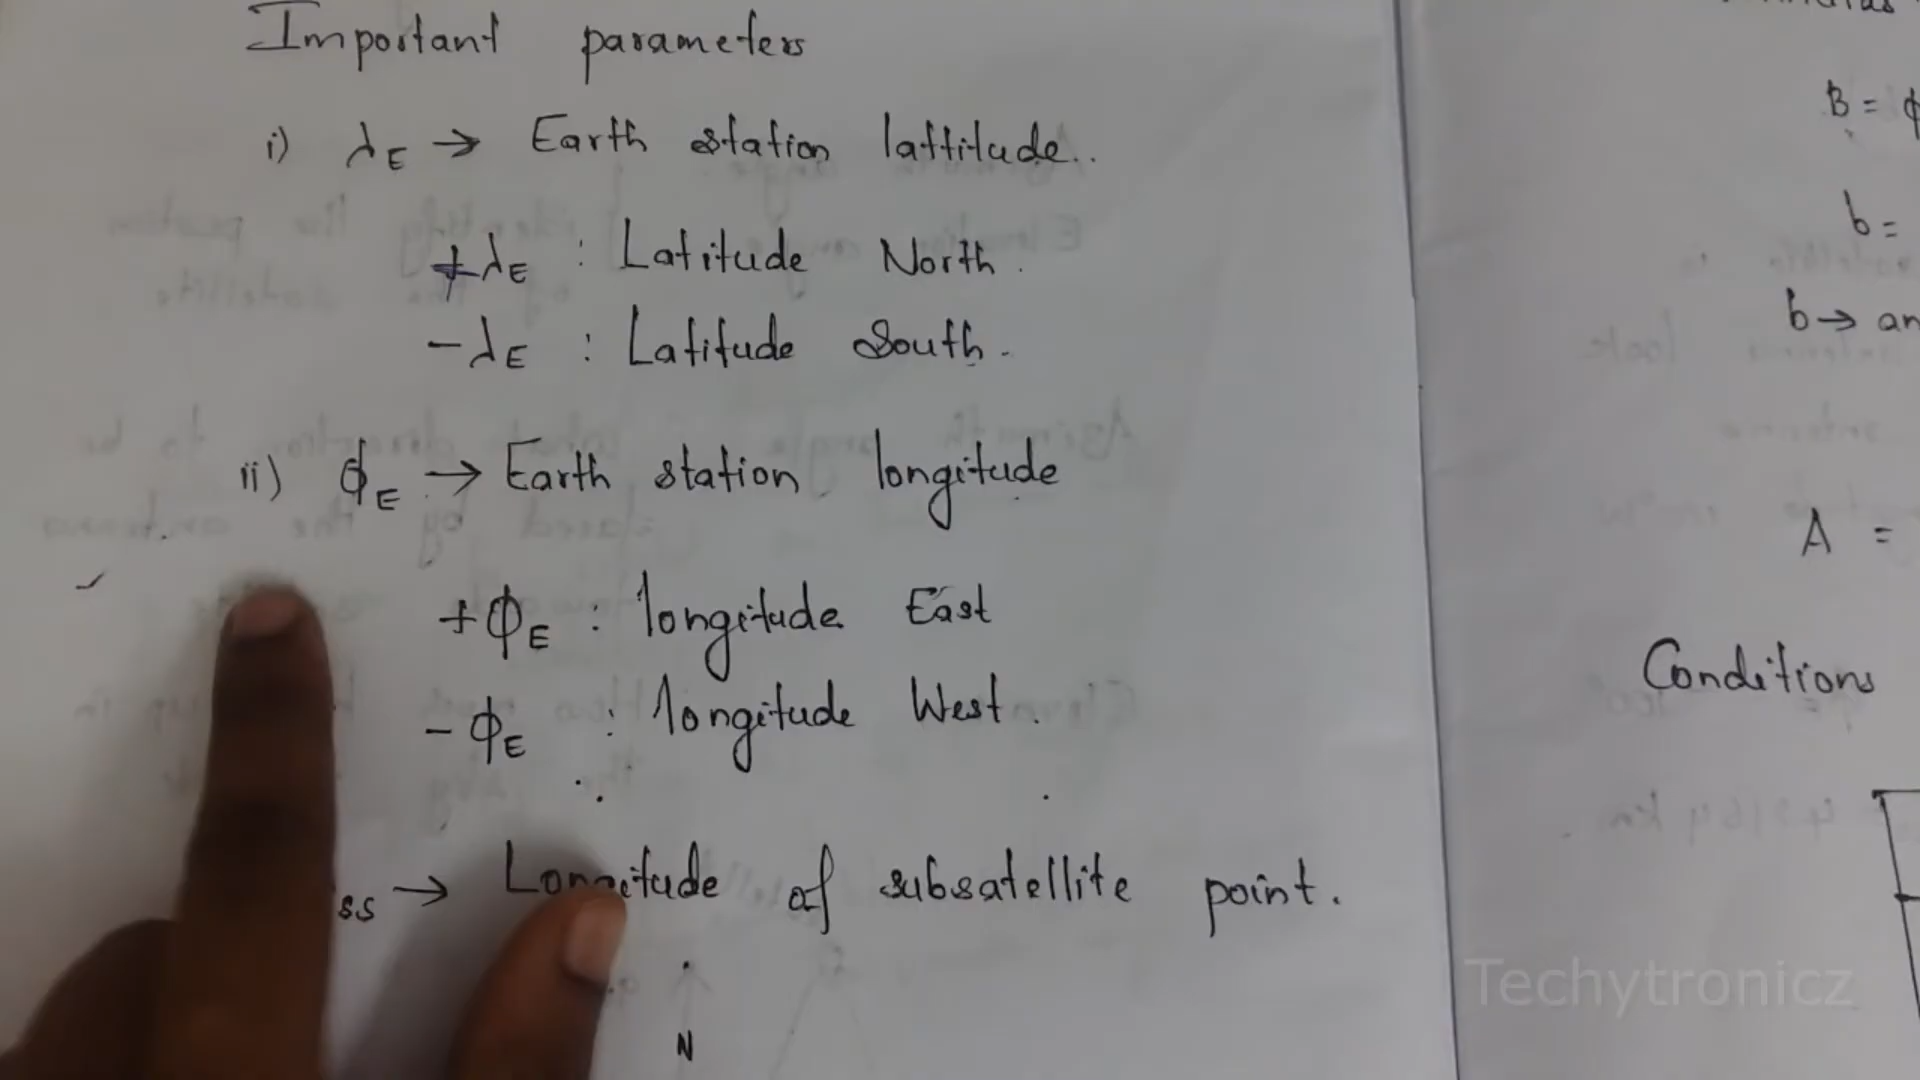 Important parameters
i) λE → Earth station lattitude..
+λE : Latitude North.
-λE : Latitude South.
ii) ϕE → Earth station longitude
+ϕE : longitude East
-ϕE : longitude West.
ss → Longitude of subsatellite point.
N
B =
b =
b →
A =
Conditions
Techytronicz